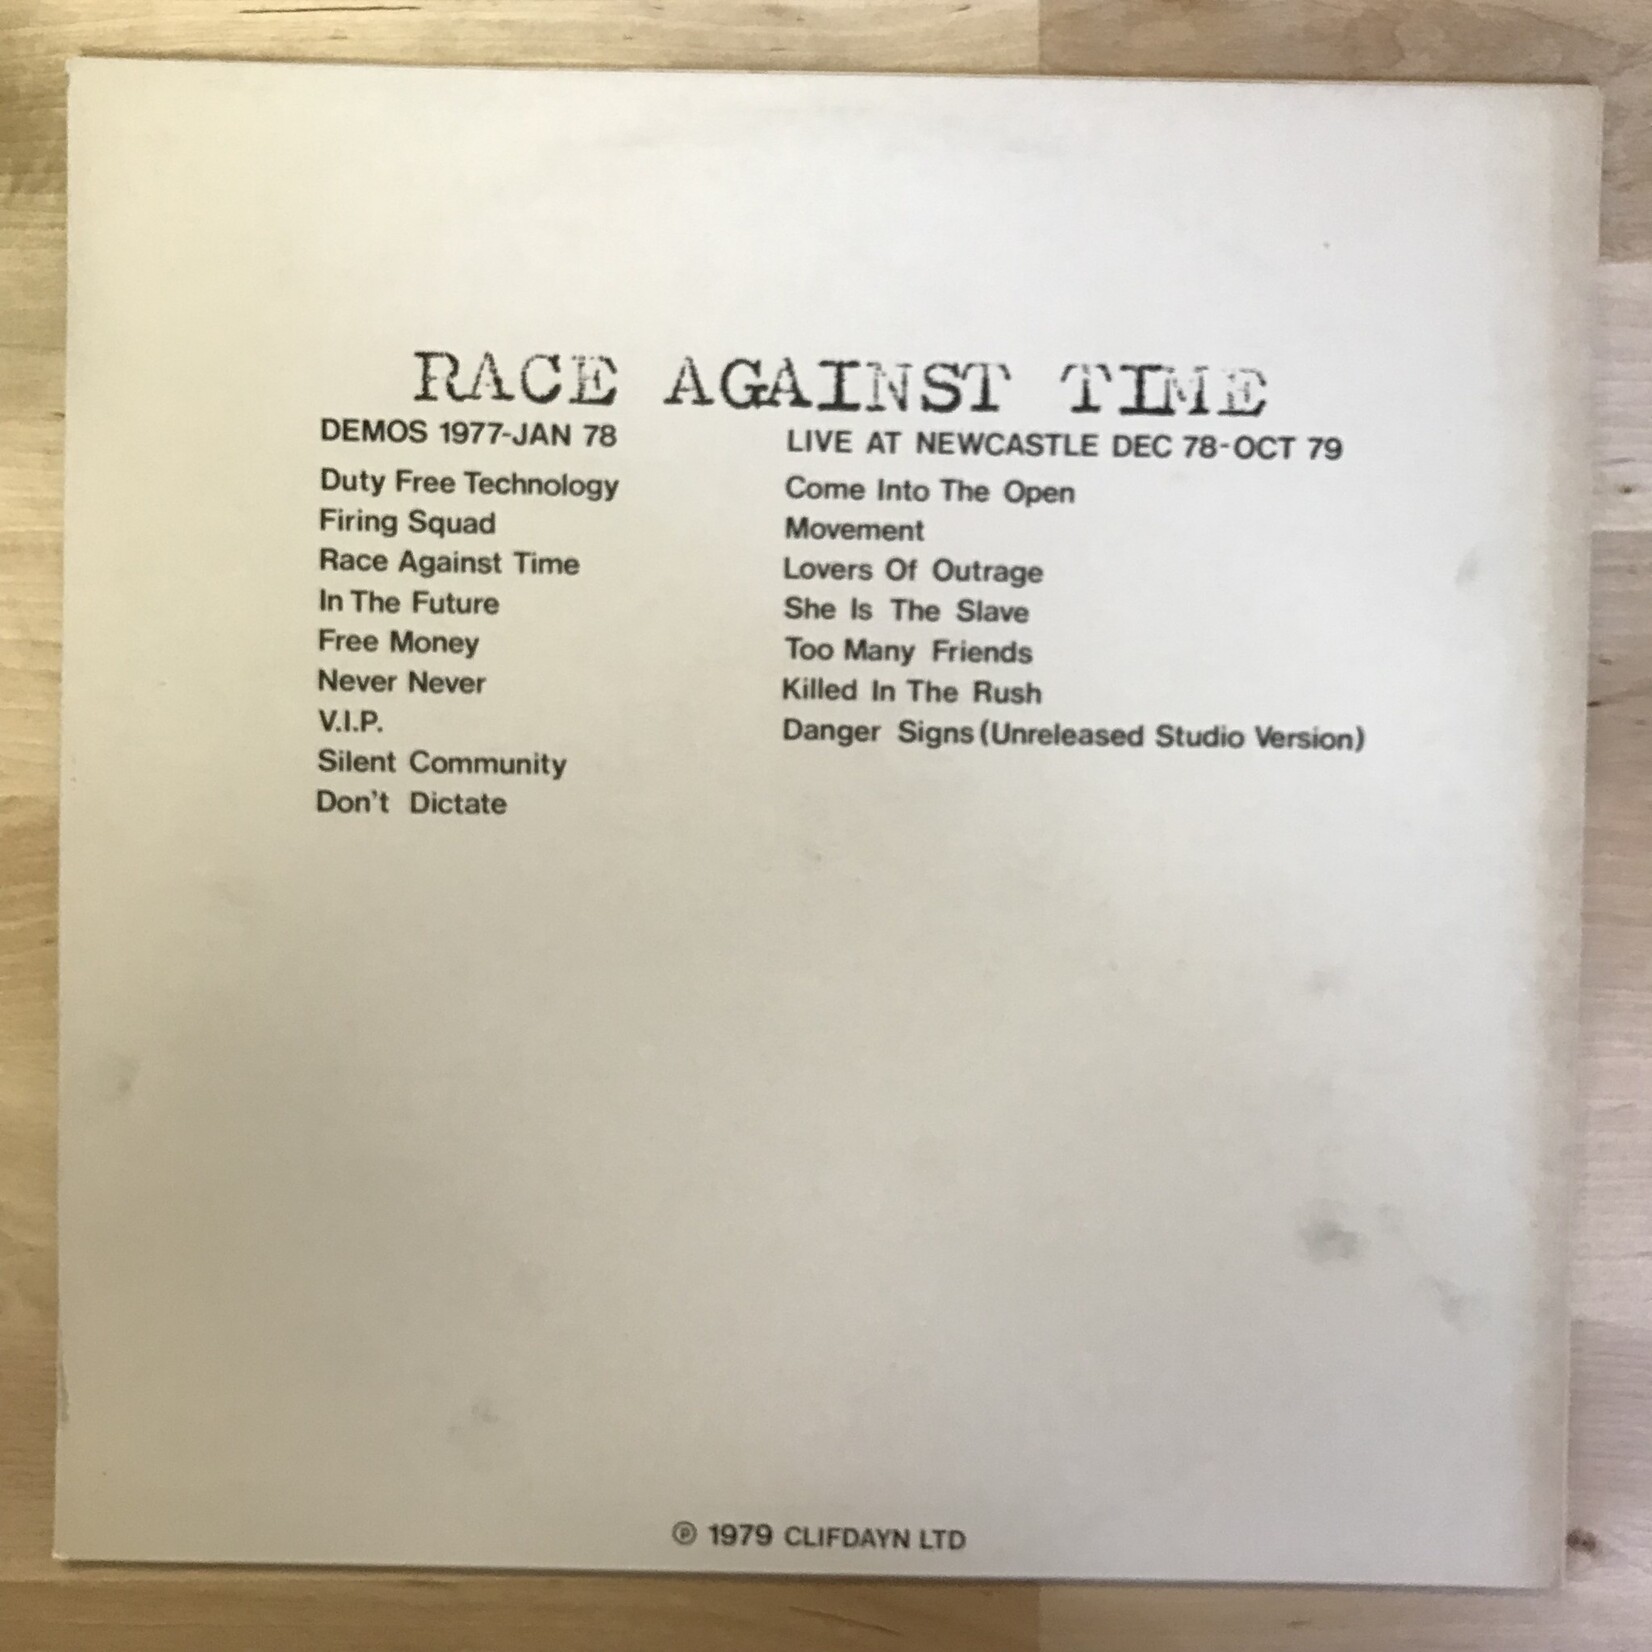 RACE AGAINST TIME
DEMOS 1977-JAN 78
Duty Free Technology
Firing Squad
Race Against Time
In The Future
Free Money
Never Never
V.I.P.
Silent Community
Don't Dictate
LIVE AT NEWCASTLE DEC 78-OCT 79
Come Into The Open
Movement
Lovers Of Outrage
She Is The Slave
Too Many Friends
Killed In The Rush
Danger Signs (Unreleased Studio Version)
℗ 1979 CLIFDAYN LTD